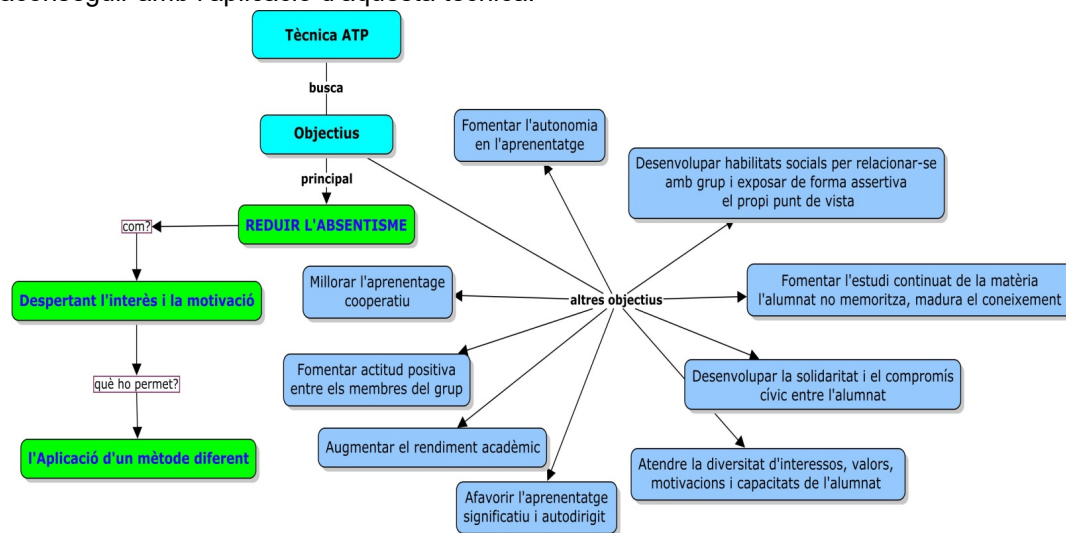 aconseguir amb l'aplicació d'aquesta tècnica.
Tècnica ATP
busca
Objectius
principal
REDUIR L'ABSENTISME
com?
Despertant l'interès i la motivació
què ho permet?
l'Aplicació d'un mètode diferent
Fomentar l'autonomia
en l'aprenentatge
Desenvolupar habilitats socials per relacionar-se
amb grup i exposar de forma assertiva
el propi punt de vista
Millorar l'aprenentage
cooperatiu
altres objectius
Fomentar l'estudi continuat de la matèria
l'alumnat no memoritza, madura el coneixement
Fomentar actitud positiva
entre els membres del grup
Desenvolupar la solidaritat i el compromís
cívic entre l'alumnat
Augmentar el rendiment acadèmic
Atendre la diversitat d'interessos, valors,
motivacions i capacitats de l'alumnat
Afavorir l'aprenentatge
significatiu i autodirigit